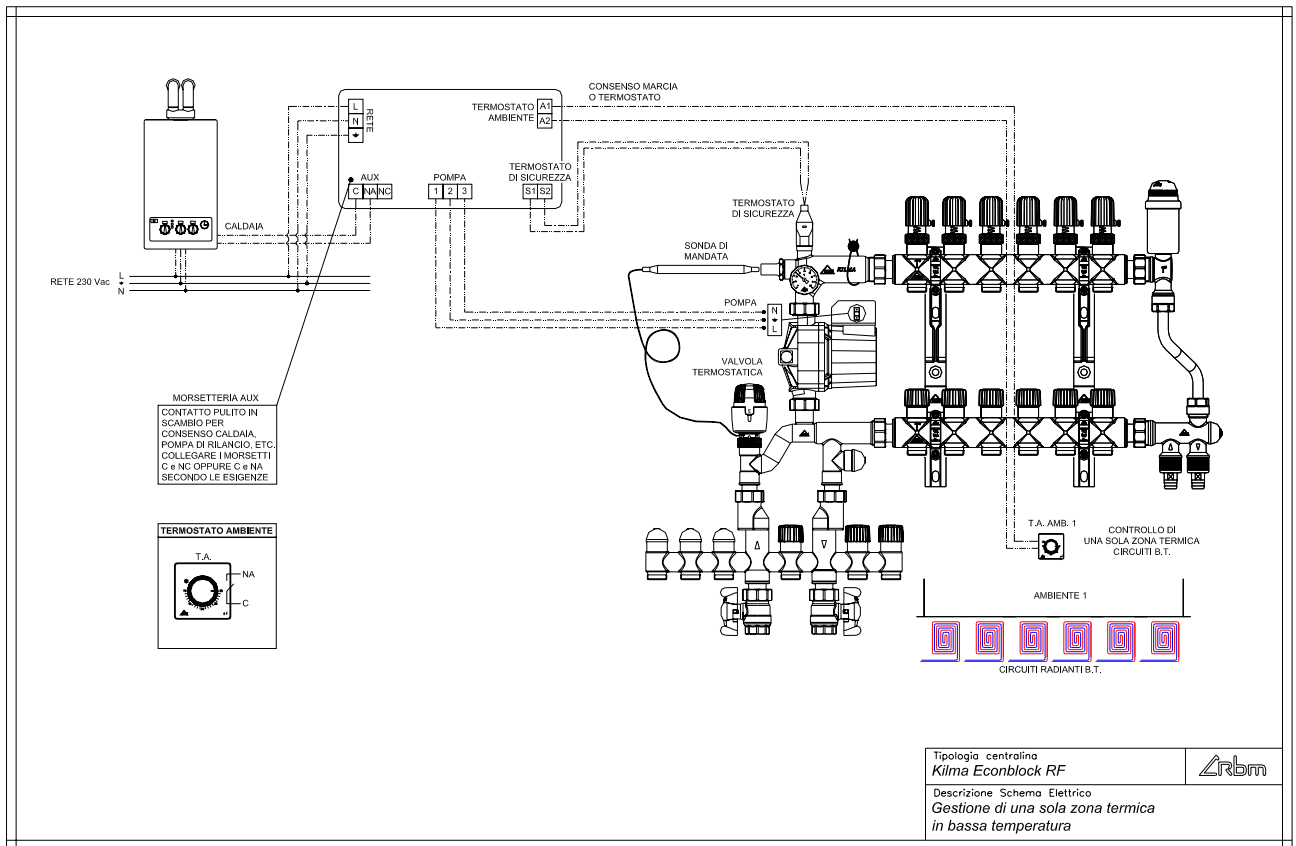 CONSENSO MARCIA
O TERMOSTATO
L
N
RETE
TERMOSTATO
AMBIENTE
A1
A2
AUX
C NA NC
POMPA
1 2 3
TERMOSTATO
DI SICUREZZA
S1 S2
CALDAIA
RETE 230 Vac
L
N
TERMOSTATO
DI SICUREZZA
SONDA DI
MANDATA
KILMA
POMPA
N
L
VALVOLA
TERMOSTATICA
MORSETTERIA AUX
CONTATTO PULITO IN
SCAMBIO PER
CONSENSO CALDAIA,
POMPA DI RILANCIO, ETC.
COLLEGARE I MORSETTI
C e NC OPPURE C e NA
SECONDO LE ESIGENZE
TERMOSTATO AMBIENTE
T.A.
NA
C
T.A. AMB. 1
CONTROLLO DI
UNA SOLA ZONA TERMICA
CIRCUITI B.T.
AMBIENTE 1
CIRCUITI RADIANTI B.T.
Tipologia centralina
Kilma Econblock RF
rbm
Descrizione Schema Elettrico
Gestione di una sola zona termica
in bassa temperatura